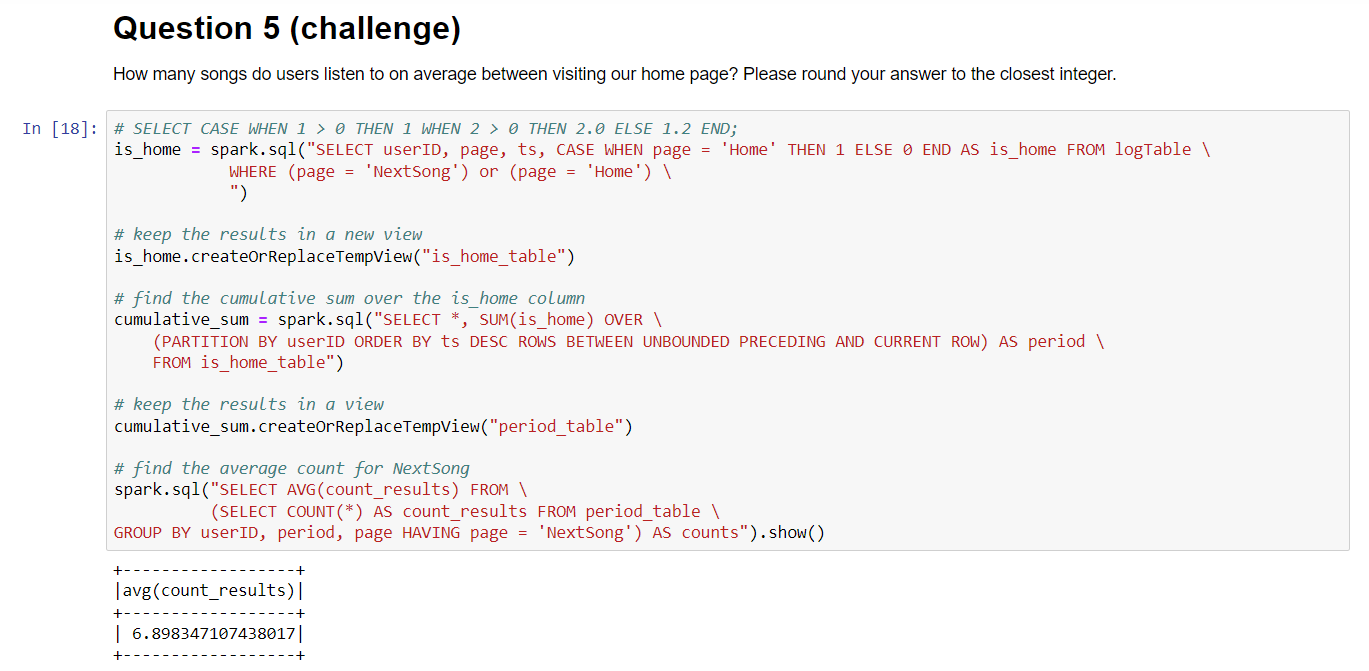 Question 5 (challenge)
How many songs do users listen to on average between visiting our home page? Please round your answer to the closest integer.
In [18]: # SELECT CASE WHEN 1 > 0 THEN 1 WHEN 2 > 0 THEN 2.0 ELSE 1.2 END;
is_home = spark.sql("SELECT userID, page, ts, CASE WHEN page = 'Home' THEN 1 ELSE 0 END AS is_home FROM logTable \
            WHERE (page = 'NextSong') or (page = 'Home') \
            ")
# keep the results in a new view
is_home.createOrReplaceTempView("is_home_table")
# find the cumulative sum over the is_home column
cumulative_sum = spark.sql("SELECT *, SUM(is_home) OVER \
    (PARTITION BY userID ORDER BY ts DESC ROWS BETWEEN UNBOUNDED PRECEDING AND CURRENT ROW) AS period \
    FROM is_home_table")
# keep the results in a view
cumulative_sum.createOrReplaceTempView("period_table")
# find the average count for NextSong
spark.sql("SELECT AVG(count_results) FROM \
          (SELECT COUNT(*) AS count_results FROM period_table \
GROUP BY userID, period, page HAVING page = 'NextSong') AS counts").show()
+------------------+
|avg(count_results)|
+------------------+
| 6.898347107438017|
+------------------+